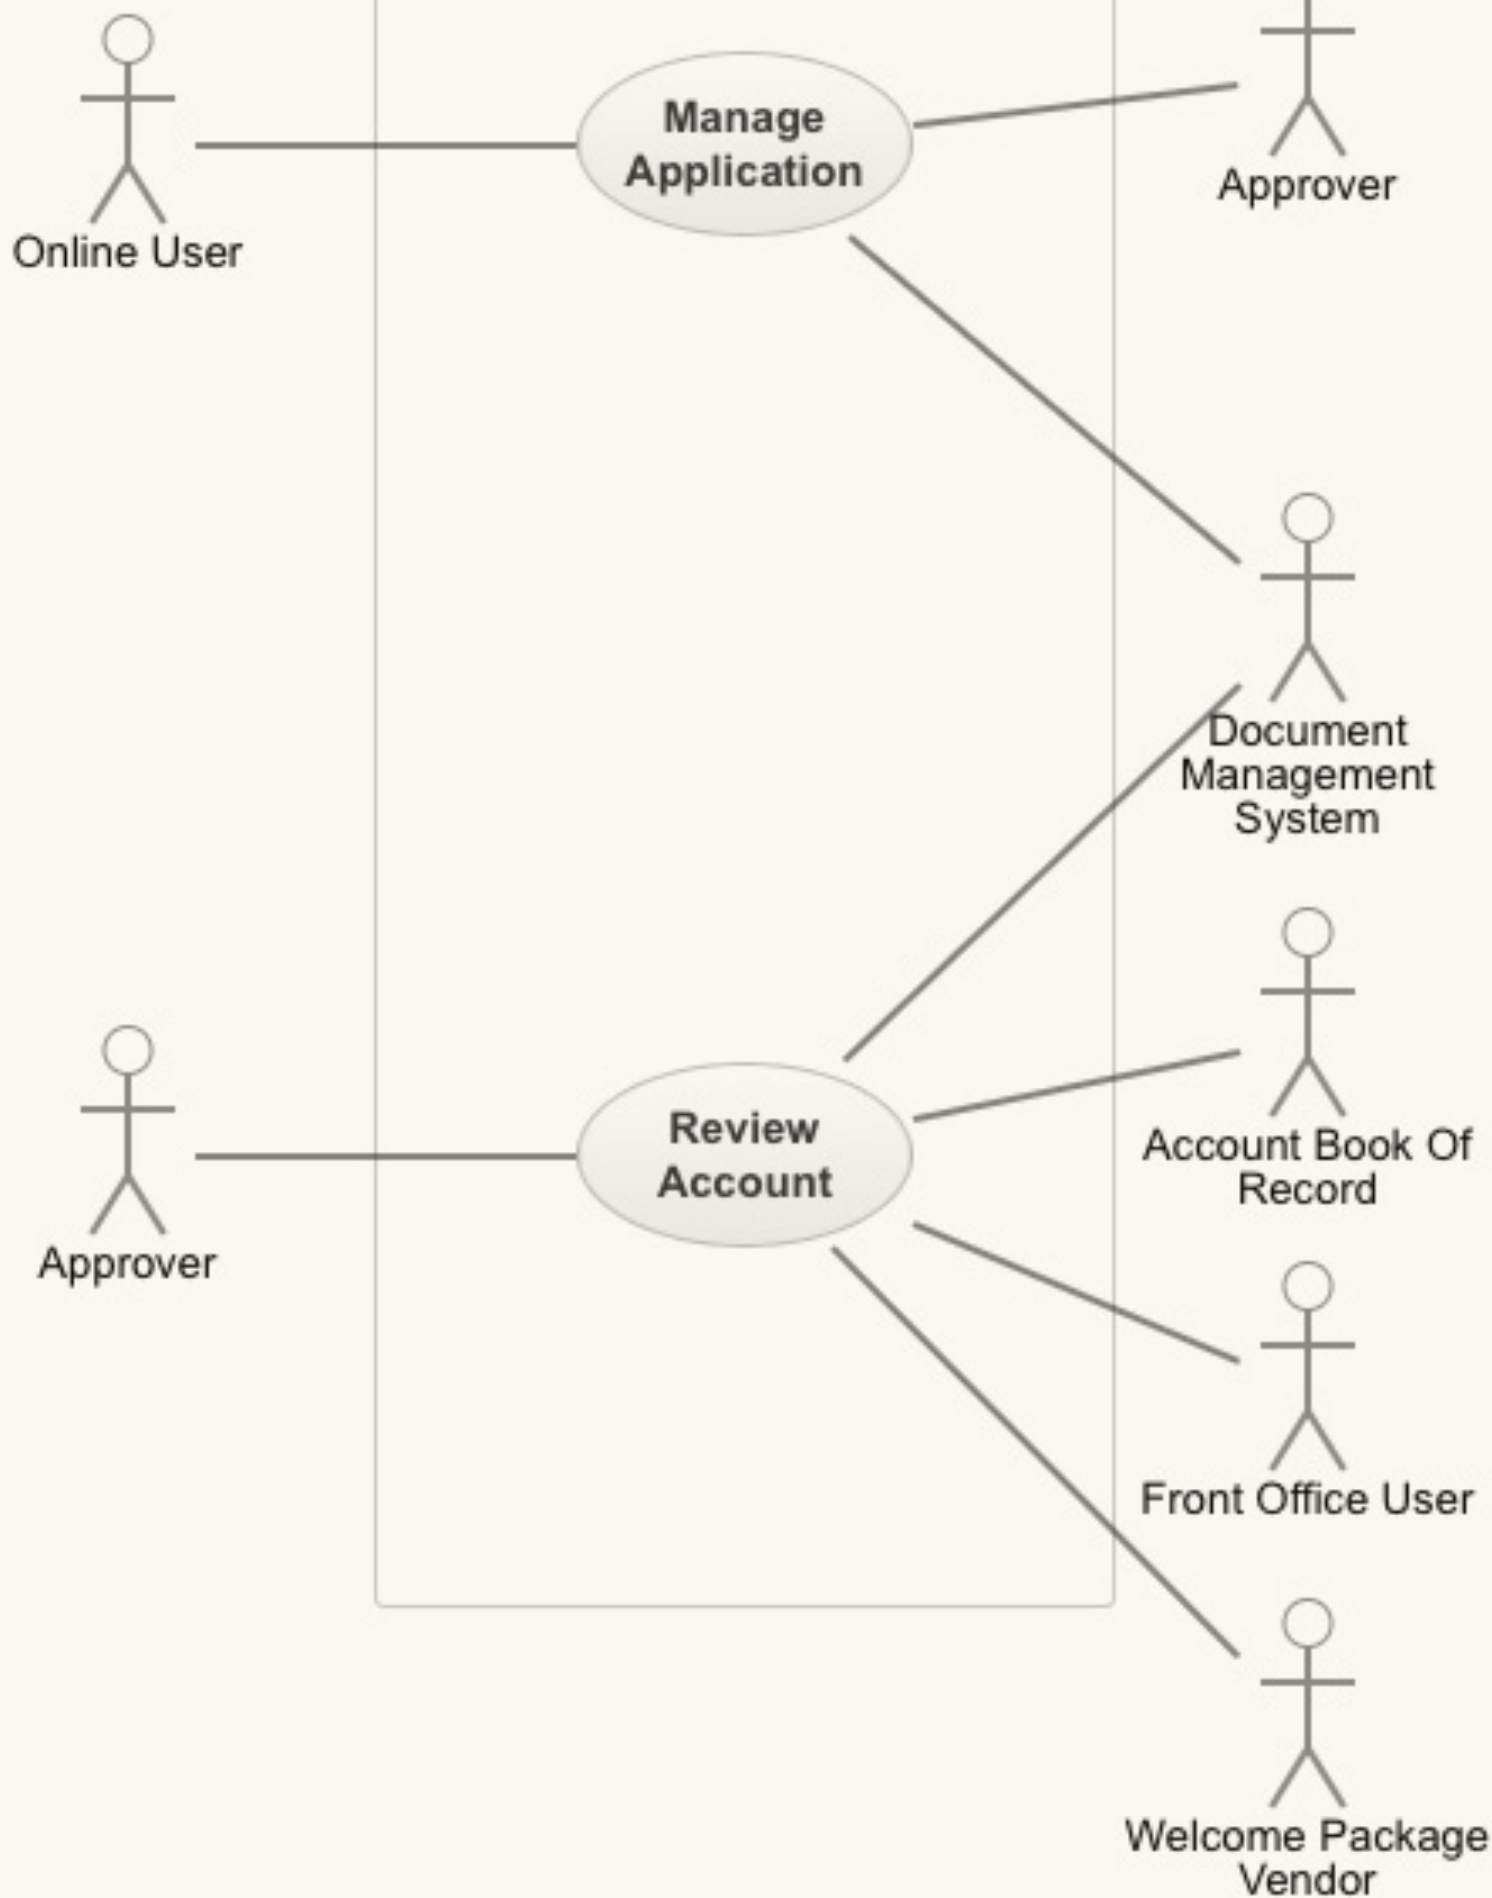 Manage
Application
Approver
Online User
Document
Management
System
Review
Account
Account Book Of
Record
Approver
Front Office User
Welcome Package
Vendor